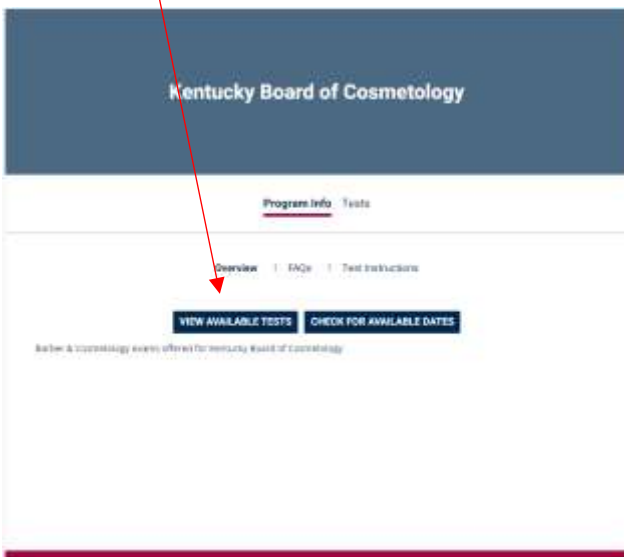 Kentucky Board of Cosmetology
Program Info Tests
Overview | FAQs | Test Instructions
VIEW AVAILABLE TESTS CHECK FOR AVAILABLE DATES
Barber & Cosmetology exams offered for Kentucky Board of Cosmetology